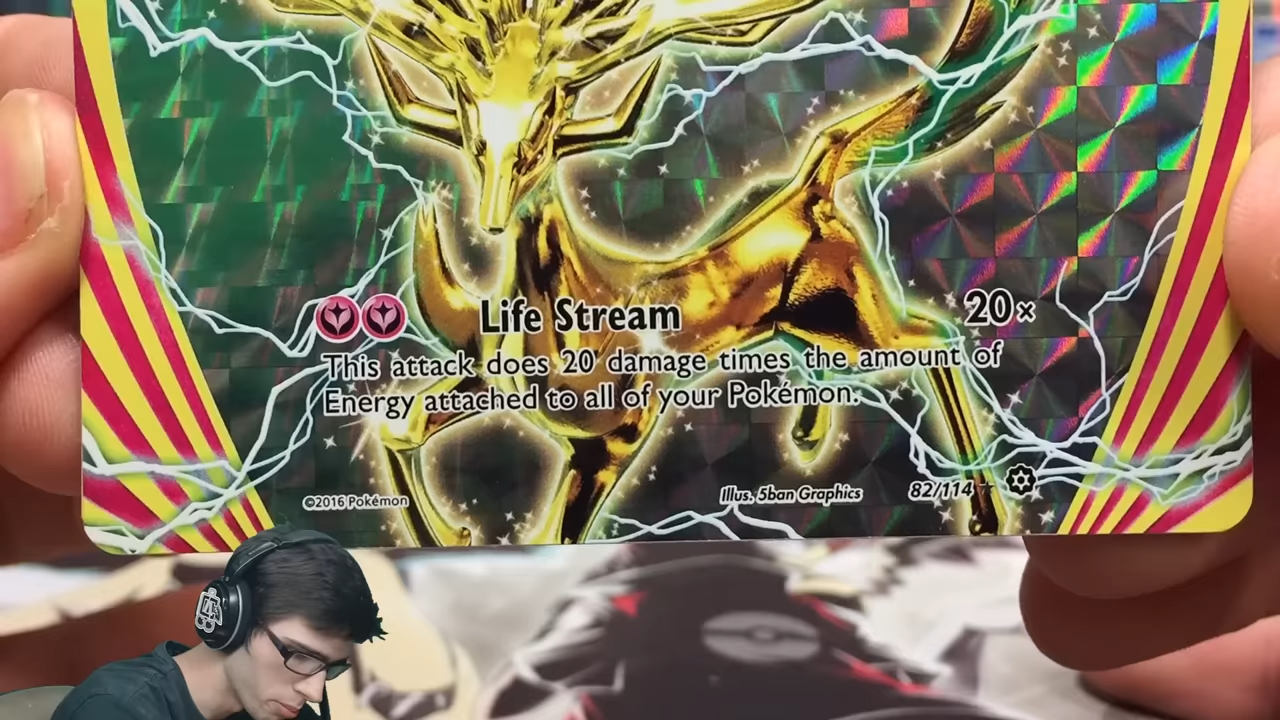 Life Stream 20×
This attack does 20 damage times the amount of
Energy attached to all of your Pokémon.
©2016 Pokémon Illus. 5ban Graphics 82/114